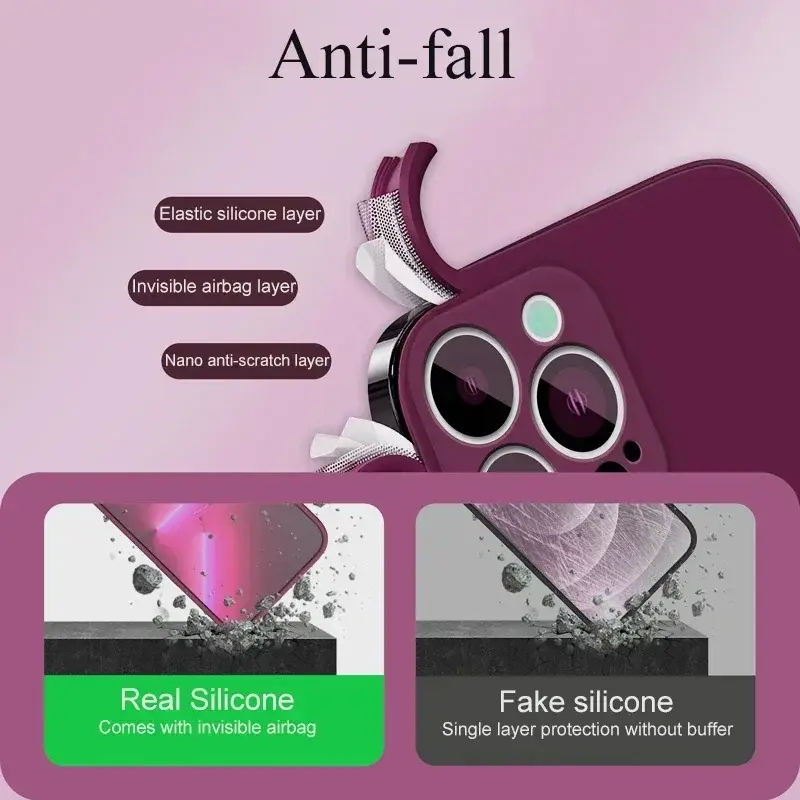 Anti-fall
Elastic silicone layer
Invisible airbag layer
Nano anti-scratch layer
Real Silicone
Comes with invisible airbag
Fake silicone
Single layer protection without buffer